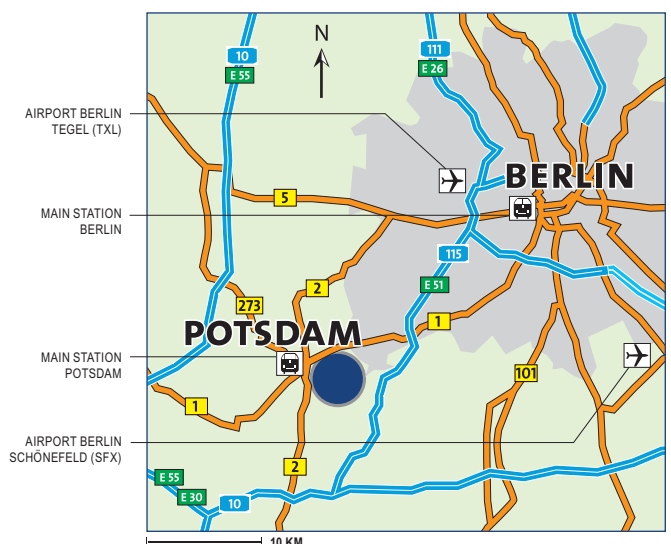 10
E 55
N
111
E 26
AIRPORT BERLIN
TEGEL (TXL)
BERLIN
5
MAIN STATION
BERLIN
115
E 51
2
273
1
POTSDAM
MAIN STATION
POTSDAM
101
1
AIRPORT BERLIN
SCHÖNEFELD (SFX)
2
E 55
E 30
10
10 KM